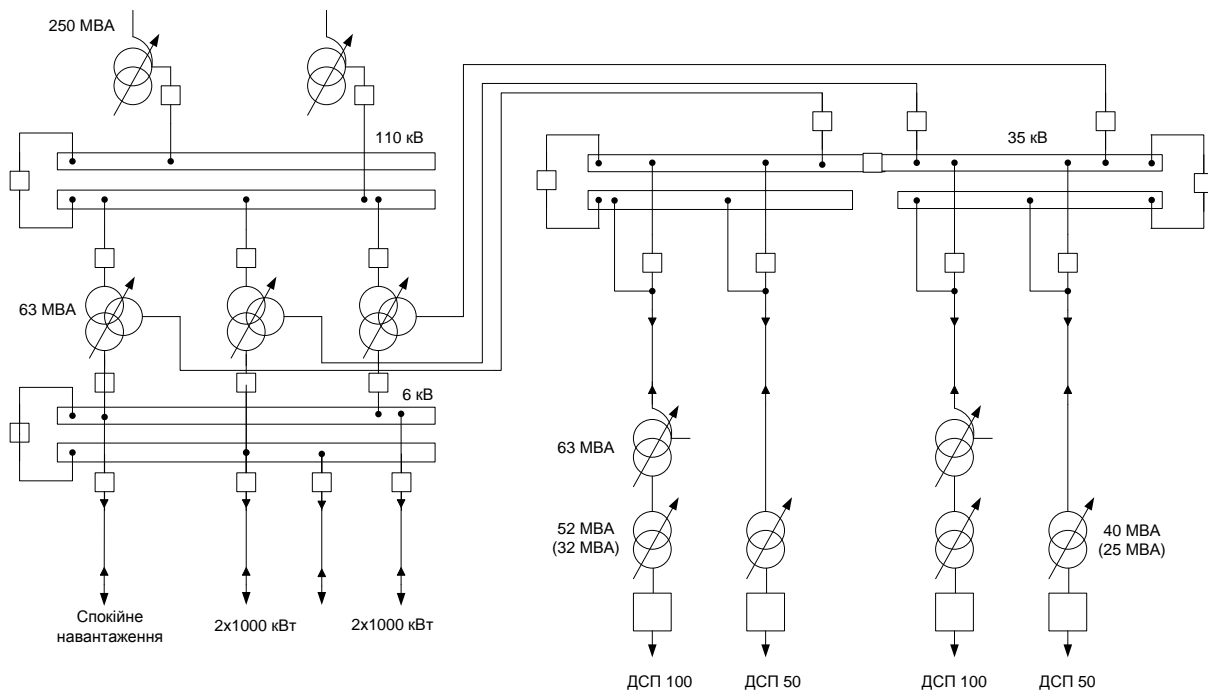 250 МВА
110 кВ
35 кВ
63 МВА
6 кВ
63 МВА
52 МВА
(32 МВА)
40 МВА
(25 МВА)
Спокійне
навантаження
2х1000 кВт
2х1000 кВт
ДСП 100
ДСП 50
ДСП 100
ДСП 50